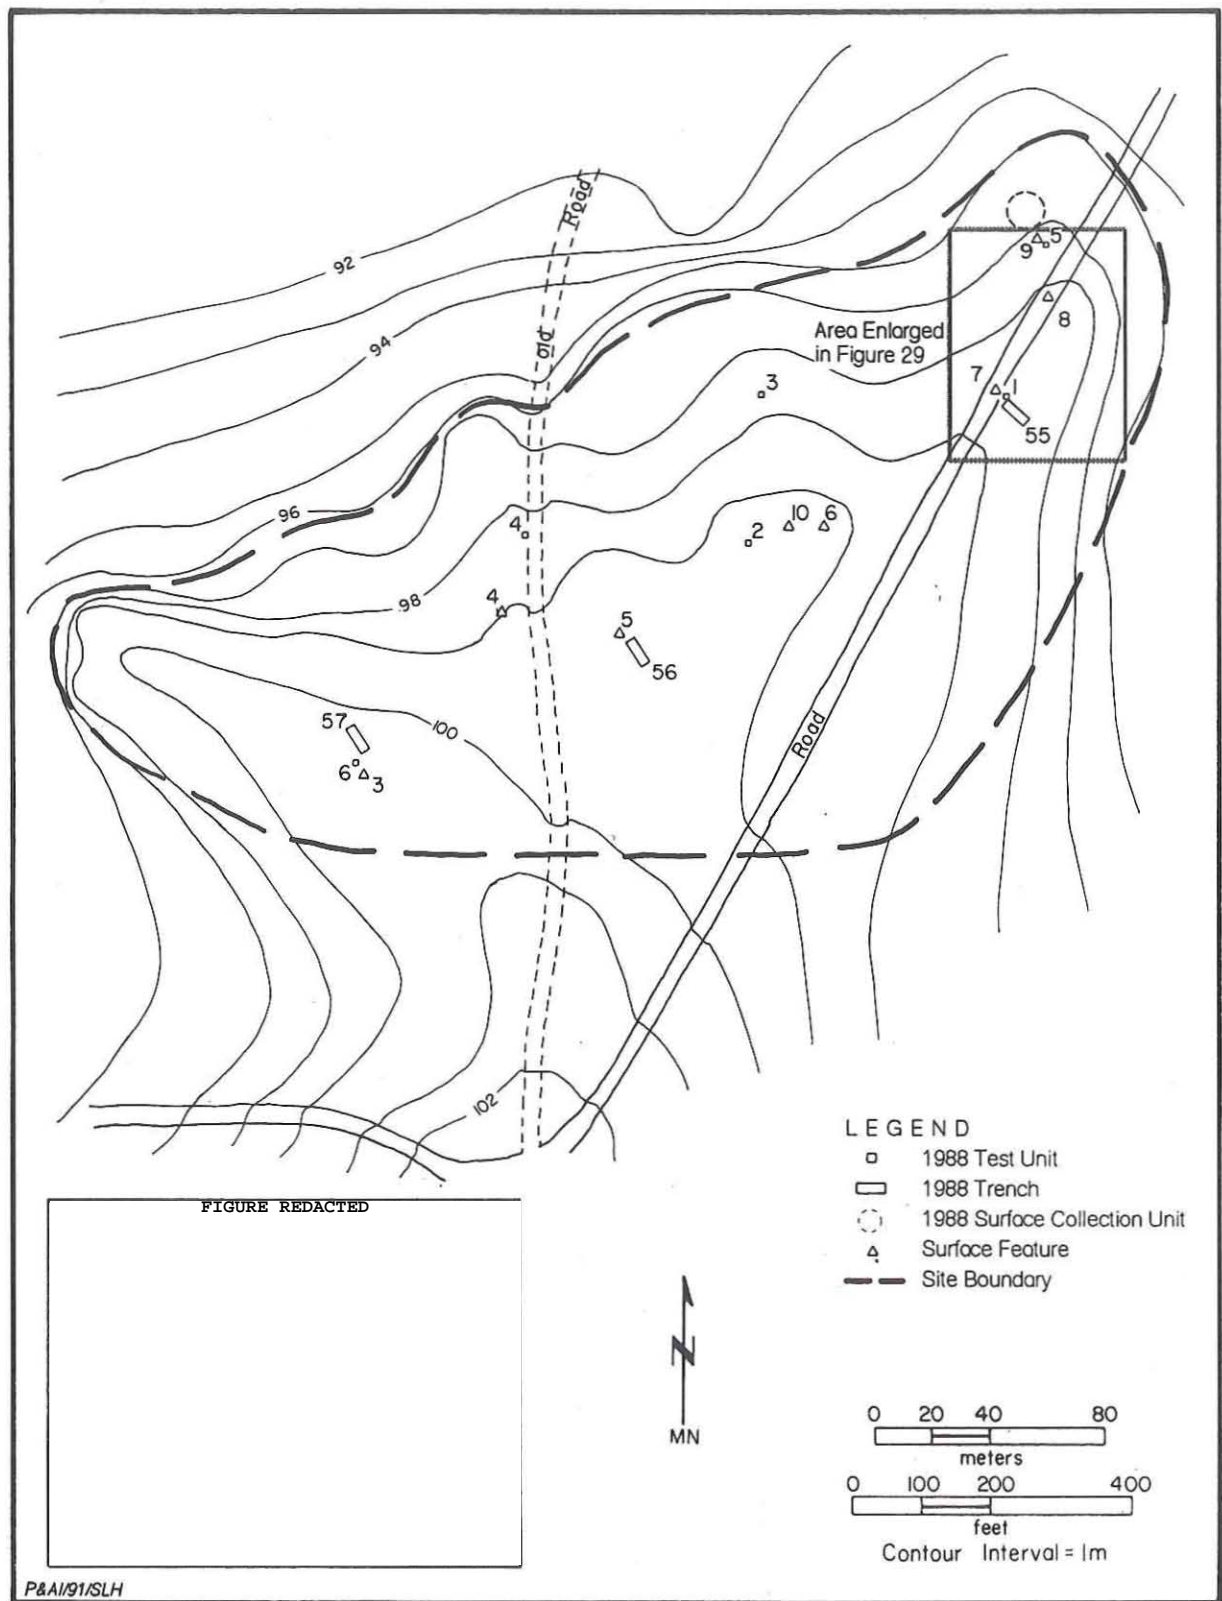 Road
Old
92
94
5
9
8
Area Enlarged
in Figure 29
7
1
3
55
96
4
10
6
2
98
4
5
56
57
100
6
3
Road
102
LEGEND
1988 Test Unit
1988 Trench
1988 Surface Collection Unit
Surface Feature
Site Boundary
FIGURE REDACTED
N
MN
0 20 40 80
meters
0 100 200 400
feet
Contour Interval = 1m
P&AI/91/SLH